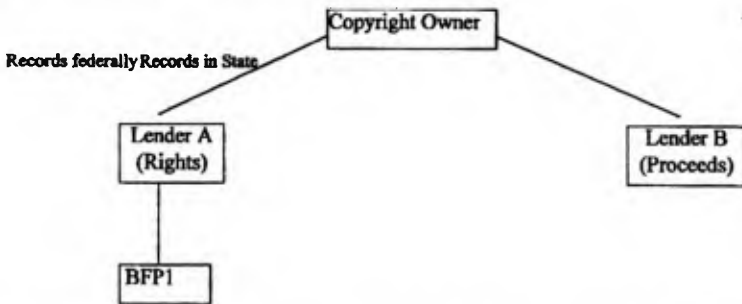 Copyright Owner
Records federally Records in State
Lender A
(Rights)
Lender B
(Proceeds)
BFP1